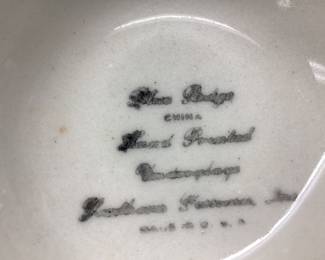 Blue Ridge
CHINA
Hand Painted
Underglaze
Southern Potteries, Inc.